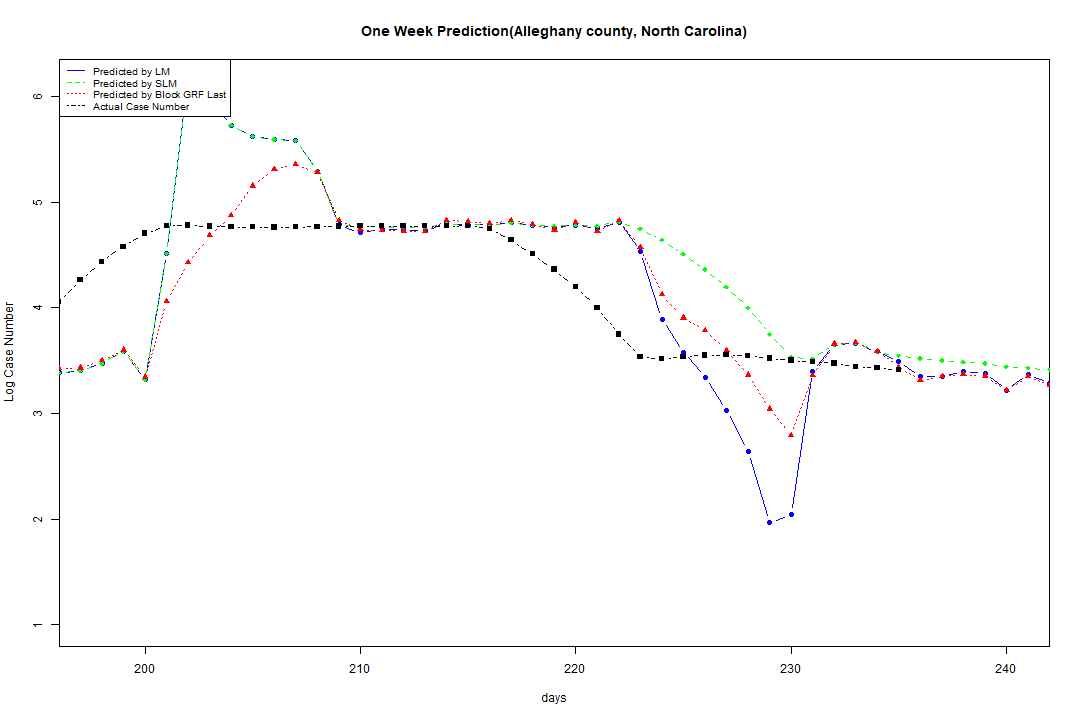 One Week Prediction(Alleghany county, North Carolina)
Predicted by LM
Predicted by SLM
Predicted by Block GRF Last
Actual Case Number
6
5
4
3
2
1
Log Case Number
200 210 220 230 240
days